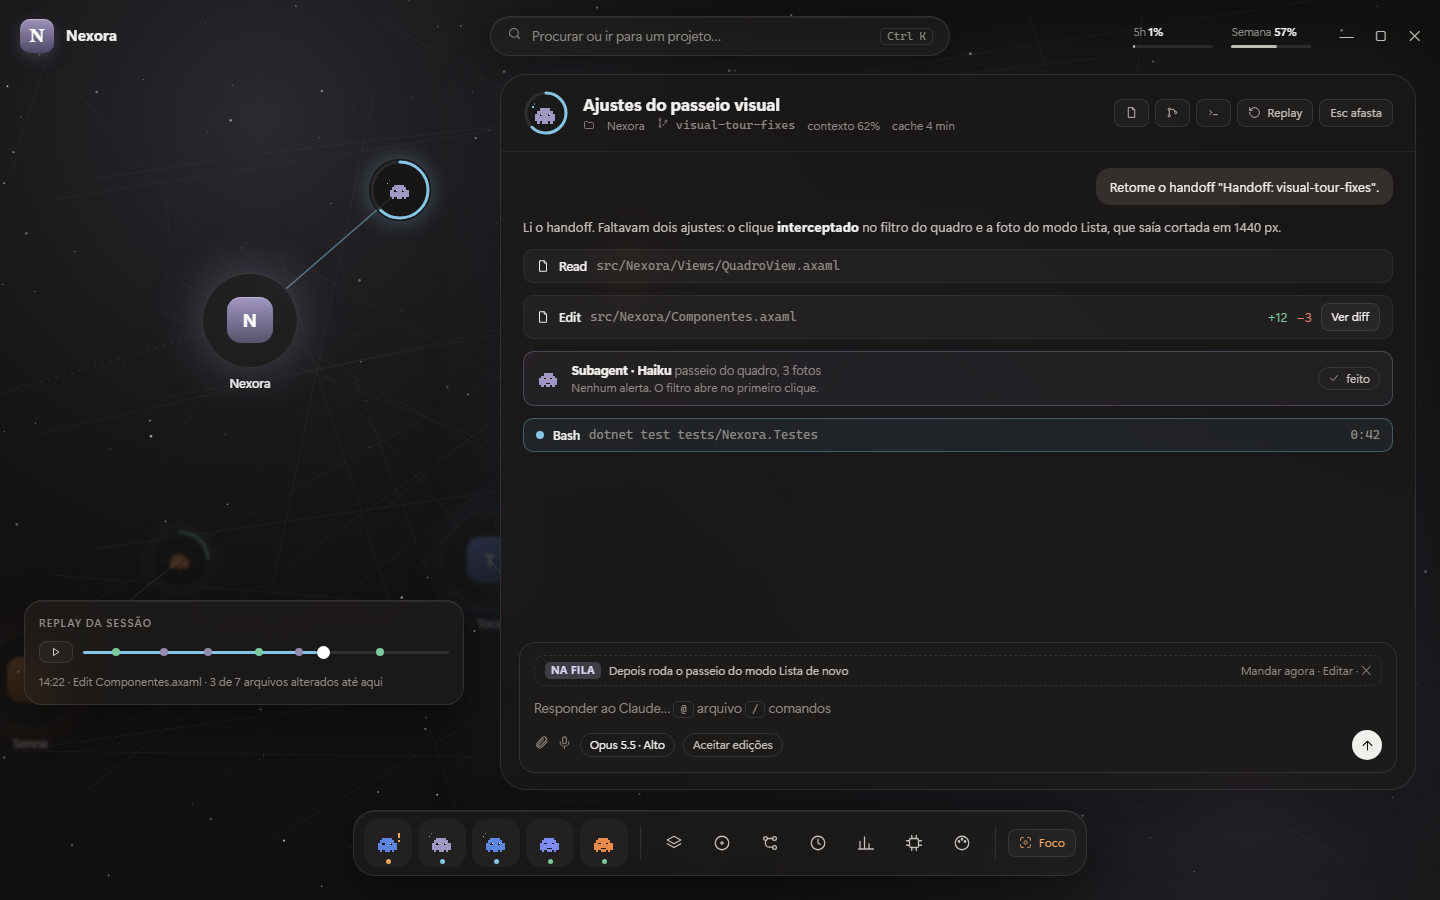 N Nexora
Procurar ou ir para um projeto... Ctrl K
5h 1% Semana 57%
Ajustes do passeio visual
Nexora visual-tour-fixes contexto 62% cache 4 min
Replay Esc afasta
Retome o handoff "Handoff: visual-tour-fixes".
Li o handoff. Faltavam dois ajustes: o clique interceptado no filtro do quadro e a foto do modo Lista, que saía cortada em 1440 px.
Read src/Nexora/Views/QuadroView.axaml
Edit src/Nexora/Componentes.axaml +12 −3 Ver diff
Subagent · Haiku passeio do quadro, 3 fotos
Nenhum alerta. O filtro abre no primeiro clique.
feito
Bash dotnet test tests/Nexora.Testes 0:42
N
Nexora
REPLAY DA SESSÃO
14:22 · Edit Componentes.axaml · 3 de 7 arquivos alterados até aqui
Senna
NA FILA Depois roda o passeio do modo Lista de novo Mandar agora · Editar ·
Responder ao Claude... @ arquivo / comandos
Opus 5.5 · Alto Aceitar edições
Foco